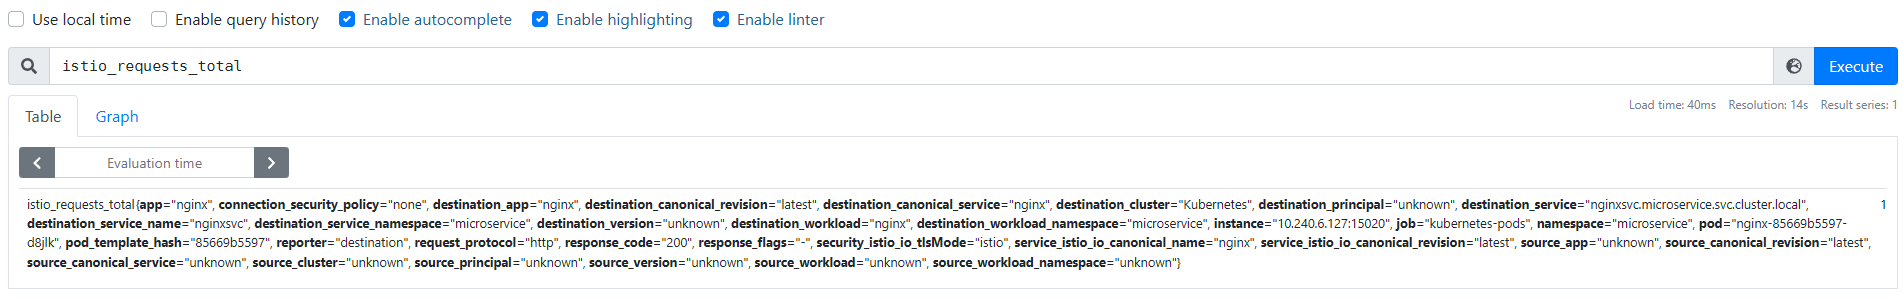 Use local time Enable query history Enable autocomplete Enable highlighting Enable linter
istio_requests_total Execute
Load time: 40ms Resolution: 14s Result series: 1
Table Graph
Evaluation time
istio_requests_total{app="nginx", connection_security_policy="none", destination_app="nginx", destination_canonical_revision="latest", destination_canonical_service="nginx", destination_cluster="Kubernetes", destination_principal="unknown", destination_service="nginxsvc.microservice.svc.cluster.local", 1
destination_service_name="nginxsvc", destination_service_namespace="microservice", destination_version="unknown", destination_workload="nginx", destination_workload_namespace="microservice", instance="10.240.6.127:15020", job="kubernetes-pods", namespace="microservice", pod="nginx-85669b5597-
d8jlk", pod_template_hash="85669b5597", reporter="destination", request_protocol="http", response_code="200", response_flags="-", security_istio_io_tlsMode="istio", service_istio_io_canonical_name="nginx", service_istio_io_canonical_revision="latest", source_app="unknown", source_canonical_revision="latest",
source_canonical_service="unknown", source_cluster="unknown", source_principal="unknown", source_version="unknown", source_workload="unknown", source_workload_namespace="unknown"}